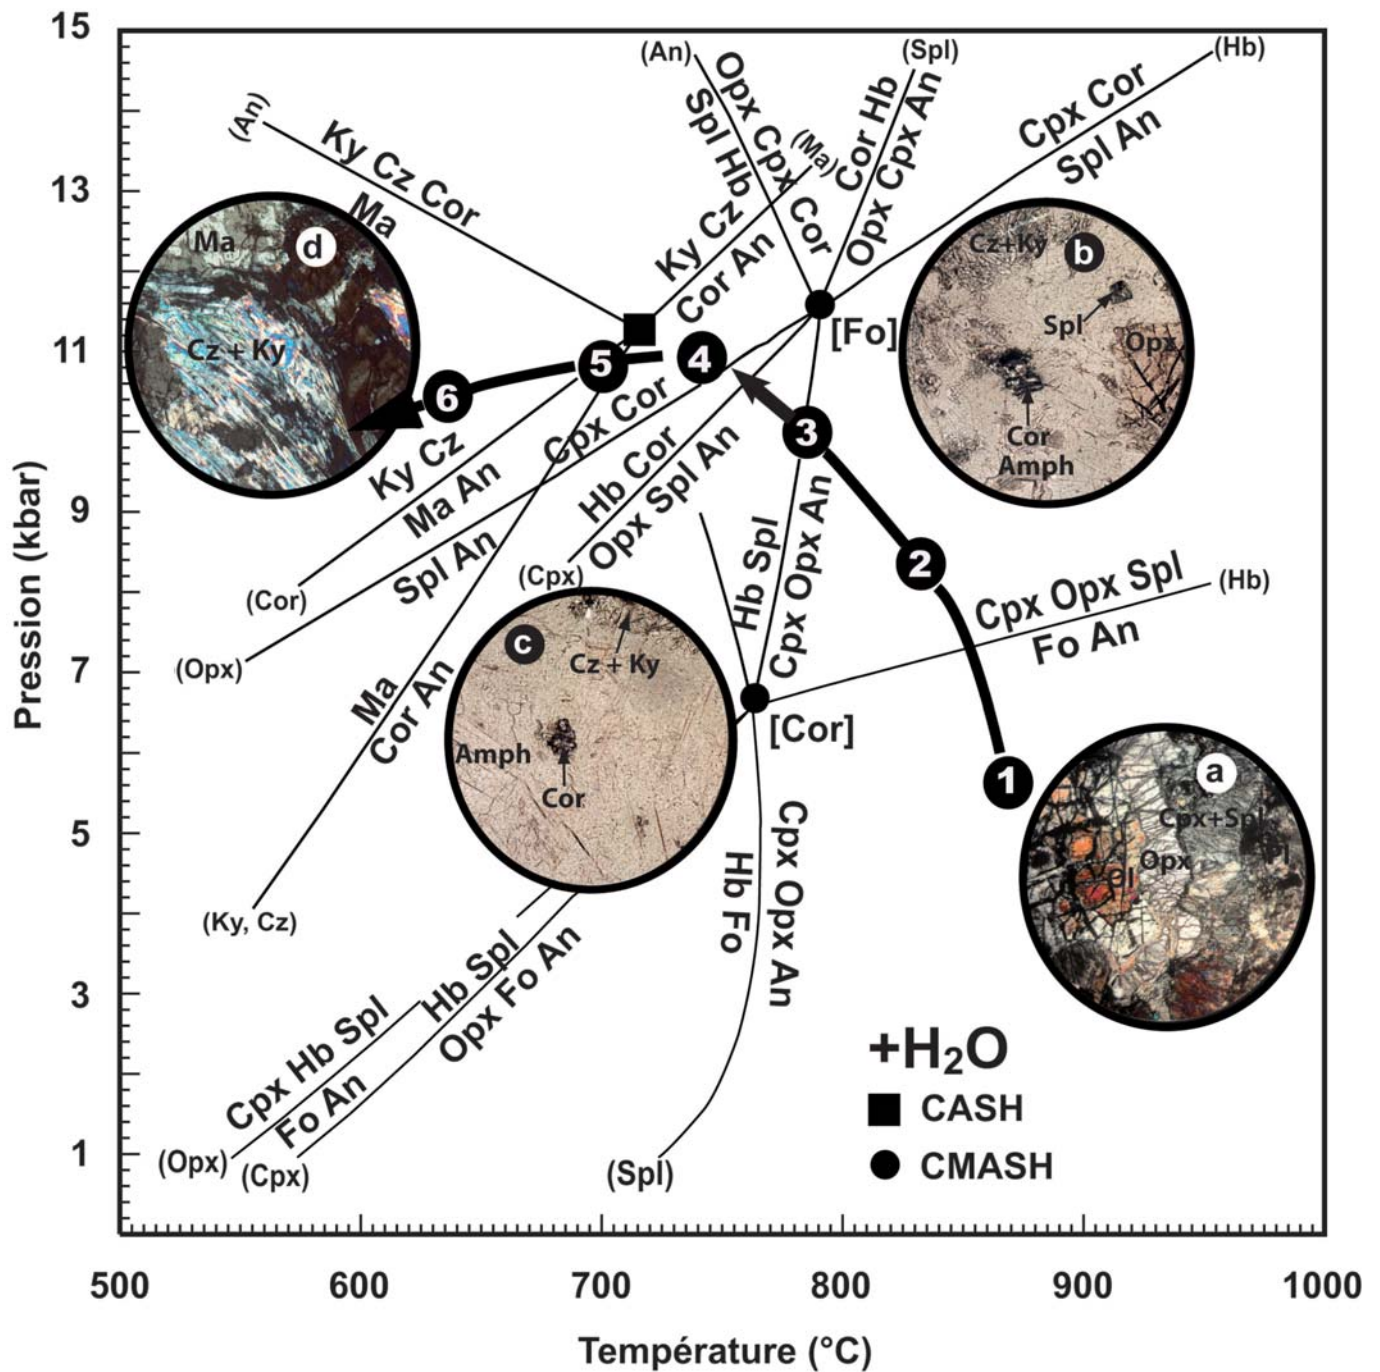 15
13
11
9
7
5
3
1
Pression (kbar)
500
600
700
800
900
1000
Température (°C)
(An)
Ky Cz Cor
Ma
(An)
Opx Cpx Cor
Spl Hb
(Ma)
Ky Cz
Cor An
(Spl)
Cor Hb
Opx Cpx An
(Hb)
Cpx Cor
Spl An
[Fo]
Ma
d
Cz + Ky
Cz+Ky
b
Spl
Opx
Cor
Amph
6
5
4
3
2
1
Ky Cz
Ma An
(Cor)
Cpx Cor
Spl An
(Opx)
Hb Cor
Opx Spl An
(Cpx)
Hb Spl
Cpx Opx An
Cpx Opx Spl
Fo An
(Hb)
[Cor]
Ma
Cor An
(Ky, Cz)
c
Cz + Ky
Amph
Cor
a
Cpx+Spl
Opx
Ol
Pl
Hb Fo
Cpx Opx An
(Spl)
Hb Spl
Opx Fo An
Cpx Hb Spl
Fo An
(Opx)
(Cpx)
+H₂O
CASH
CMASH